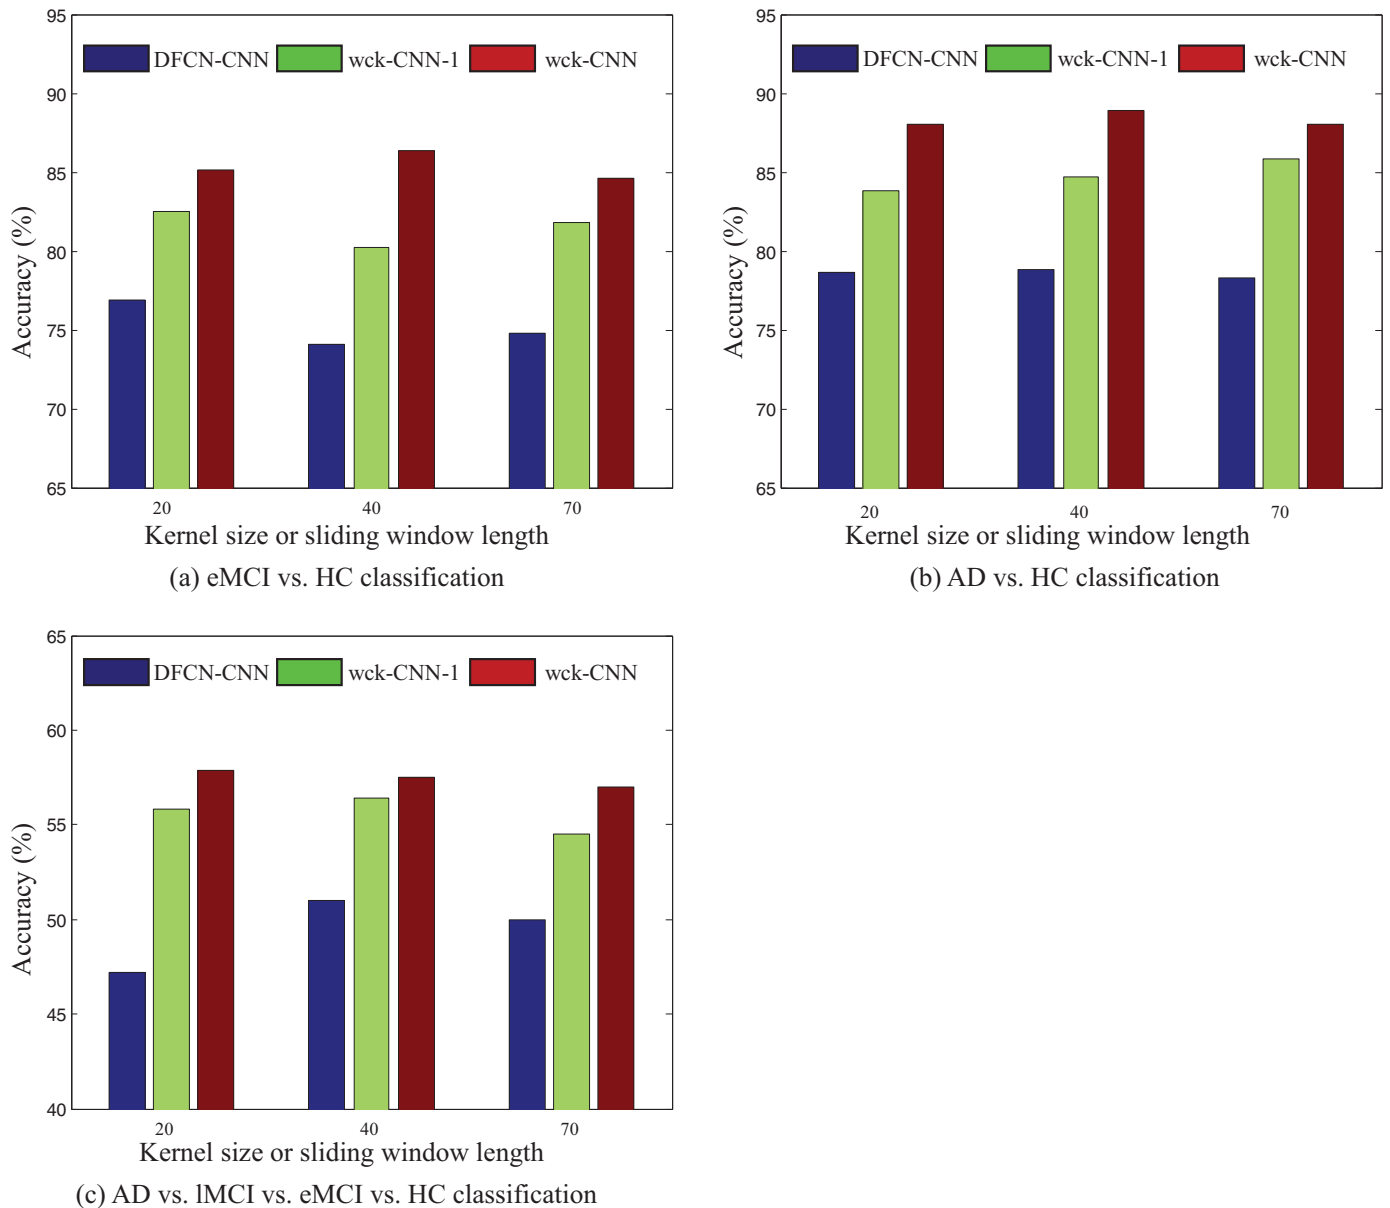 95
90
85
80
75
70
65
Accuracy (%)
DFCN-CNN wck-CNN-1 wck-CNN
20 40 70
Kernel size or sliding window length
(a) eMCI vs. HC classification
95
90
85
80
75
70
65
Accuracy (%)
DFCN-CNN wck-CNN-1 wck-CNN
20 40 70
Kernel size or sliding window length
(b) AD vs. HC classification
65
60
55
50
45
40
Accuracy (%)
DFCN-CNN wck-CNN-1 wck-CNN
20 40 70
Kernel size or sliding window length
(c) AD vs. lMCI vs. eMCI vs. HC classification